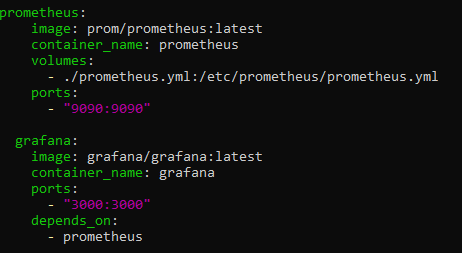 prometheus:
    image: prom/prometheus:latest
    container_name: prometheus
    volumes:
      - ./prometheus.yml:/etc/prometheus/prometheus.yml
    ports:
      - "9090:9090"

  grafana:
    image: grafana/grafana:latest
    container_name: grafana
    ports:
      - "3000:3000"
    depends_on:
      - prometheus